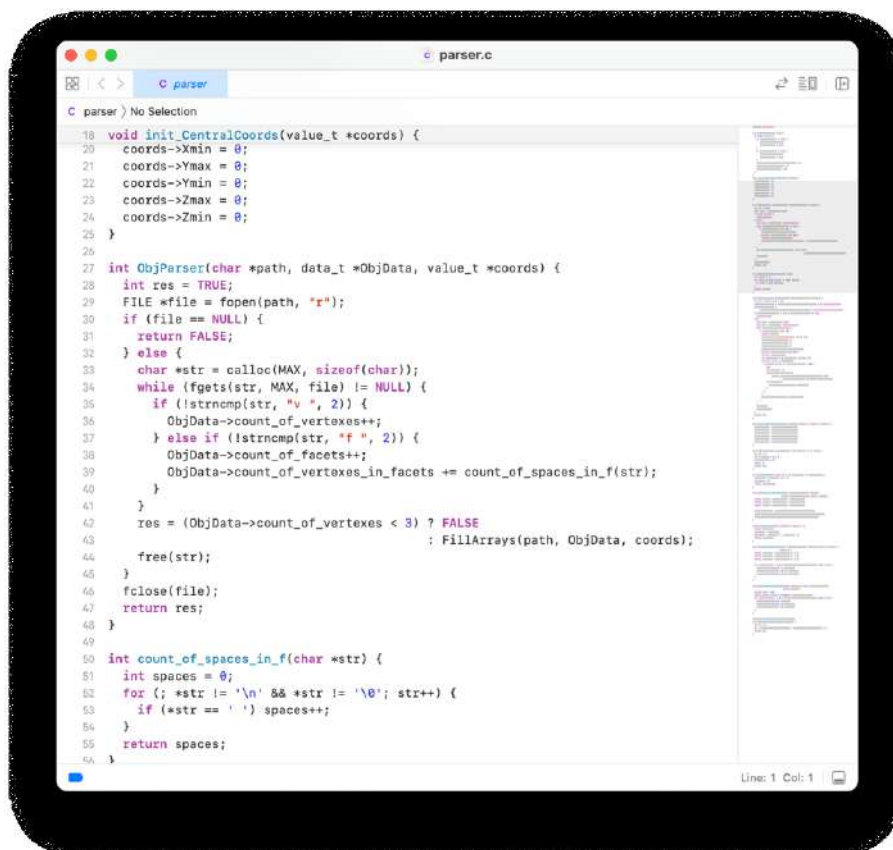 parser.c
C parser
C parser 〉 No Selection
18 void init_CentralCoords(value_t *coords) {
20 coords->Xmin = 0;
21 coords->Ymax = 0;
22 coords->Ymin = 0;
23 coords->Zmax = 0;
24 coords->Zmin = 0;
25 }
26
27 int ObjParser(char *path, data_t *ObjData, value_t *coords) {
28 int res = TRUE;
29 FILE *file = fopen(path, "r");
30 if (file == NULL) {
31 return FALSE;
32 } else {
33 char *str = calloc(MAX, sizeof(char));
34 while (fgets(str, MAX, file) != NULL) {
35 if (!strncmp(str, "v ", 2)) {
36 ObjData->count_of_vertexes++;
37 } else if (!strncmp(str, "f ", 2)) {
38 ObjData->count_of_facets++;
39 ObjData->count_of_vertexes_in_facets += count_of_spaces_in_f(str);
40 }
41 }
42 res = (ObjData->count_of_vertexes < 3) ? FALSE
43 : FillArrays(path, ObjData, coords);
44 free(str);
45 }
46 fclose(file);
47 return res;
48 }
49
50 int count_of_spaces_in_f(char *str) {
51 int spaces = 0;
52 for (; *str != '\n' && *str != '\0'; str++) {
53 if (*str == ' ') spaces++;
54 }
55 return spaces;
56 }
Line: 1 Col: 1